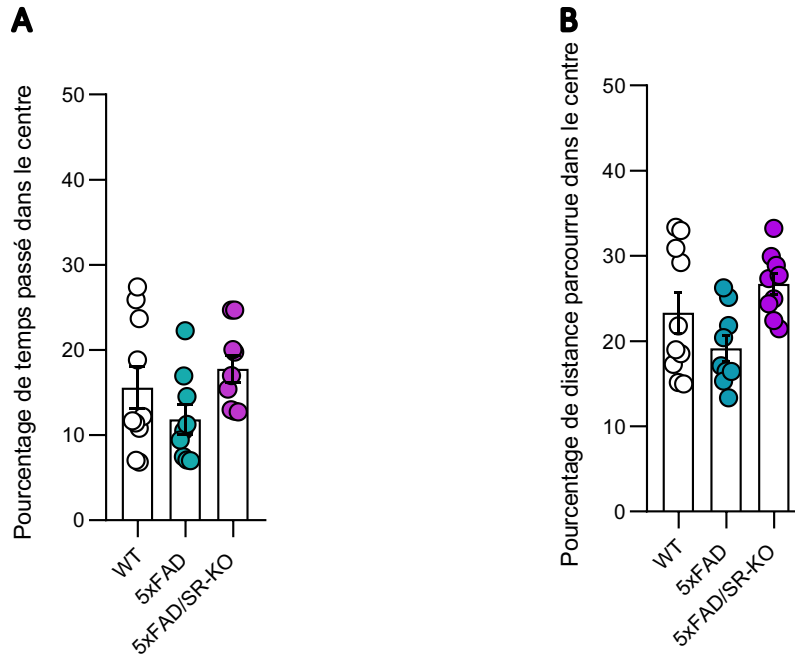 A
Pourcentage de temps passé dans le centre
50
40
30
20
10
0
WT
5xFAD
5xFAD/SR-KO
B
Pourcentage de distance parcourrue dans le centre
50
40
30
20
10
0
WT
5xFAD
5xFAD/SR-KO